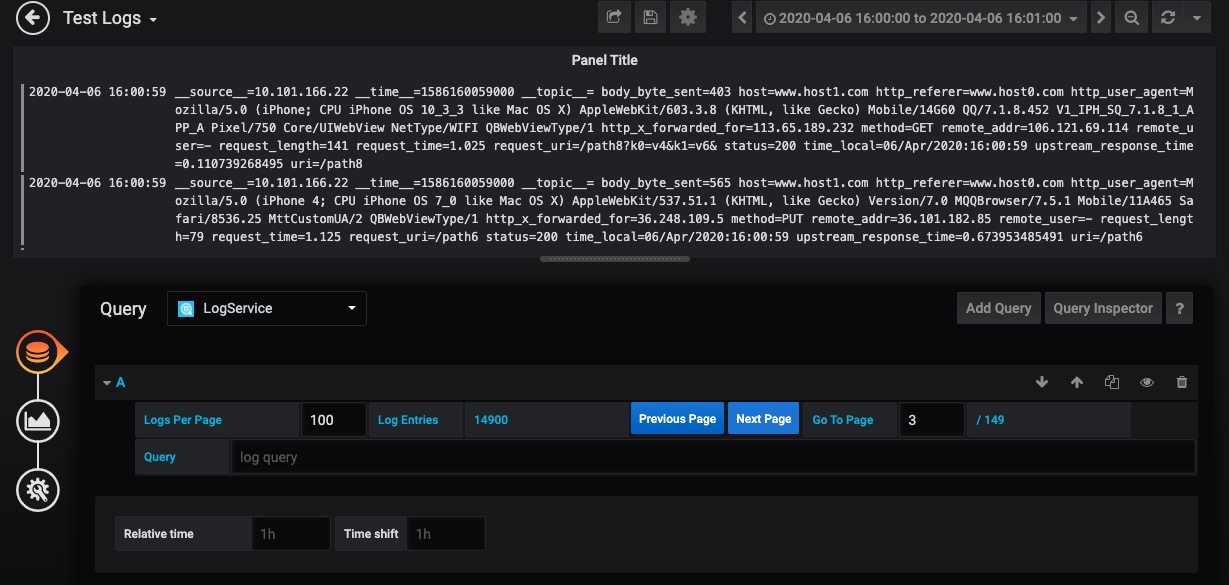 Test Logs
2020-04-06 16:00:00 to 2020-04-06 16:01:00
Panel Title
2020-04-06 16:00:59 __source__=10.101.166.22 __time__=1586160059000 __topic__= body_byte_sent=403 host=www.host1.com http_referer=www.host0.com http_user_agent=M
ozilla/5.0 (iPhone; CPU iPhone OS 10_3_3 like Mac OS X) AppleWebKit/603.3.8 (KHTML, like Gecko) Mobile/14G60 QQ/7.1.8.452 V1_IPH_SQ_7.1.8_1_A
PP_A Pixel/750 Core/UIWebView NetType/WIFI QBWebViewType/1 http_x_forwarded_for=113.65.189.232 method=GET remote_addr=106.121.69.114 remote_u
ser=- request_length=141 request_time=1.025 request_uri=/path8?k0=v4&k1=v6& status=200 time_local=06/Apr/2020:16:00:59 upstream_response_time
=0.110739268495 uri=/path8
2020-04-06 16:00:59 __source__=10.101.166.22 __time__=1586160059000 __topic__= body_byte_sent=565 host=www.host1.com http_referer=www.host0.com http_user_agent=M
ozilla/5.0 (iPhone 4; CPU iPhone OS 7_0 like Mac OS X) AppleWebKit/537.51.1 (KHTML, like Gecko) Version/7.0 MQQBrowser/7.5.1 Mobile/11A465 Sa
fari/8536.25 MttCustomUA/2 QBWebViewType/1 http_x_forwarded_for=36.248.109.5 method=PUT remote_addr=36.101.182.85 remote_user=- request_lengt
h=79 request_time=1.125 request_uri=/path6 status=200 time_local=06/Apr/2020:16:00:59 upstream_response_time=0.673953485491 uri=/path6
Query LogService Add Query Query Inspector ?
A
Logs Per Page 100 Log Entries 14900 Previous Page Next Page Go To Page 3 / 149
Query log query
Relative time 1h Time shift 1h